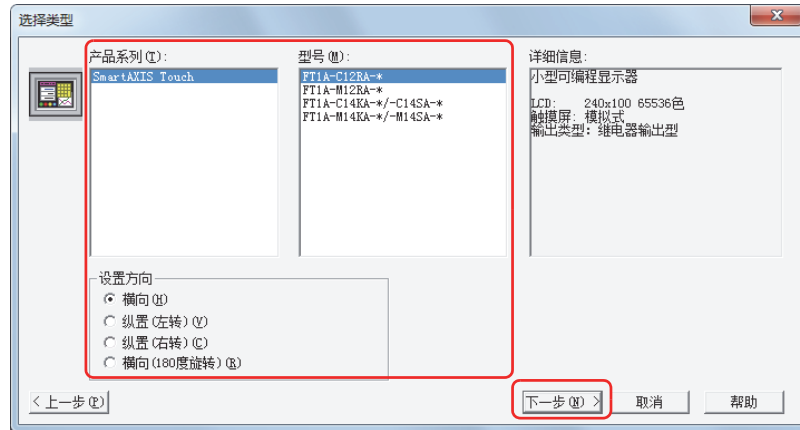 选择类型
产品系列(T):
SmartAXIS Touch
型号(M):
FT1A-C12RA-*
FT1A-M12RA-*
FT1A-C14KA-*/-C14SA-*
FT1A-M14KA-*/-M14SA-*
详细信息:
小型可编程显示器
LCD: 240x100 65536色
触摸屏: 模拟式
输出类型: 继电器输出型
设置方向
横向(H)
纵置(左转)(V)
纵置(右转)(C)
横向(180度旋转)(R)
< 上一步(P)
下一步(N) >
取消
帮助